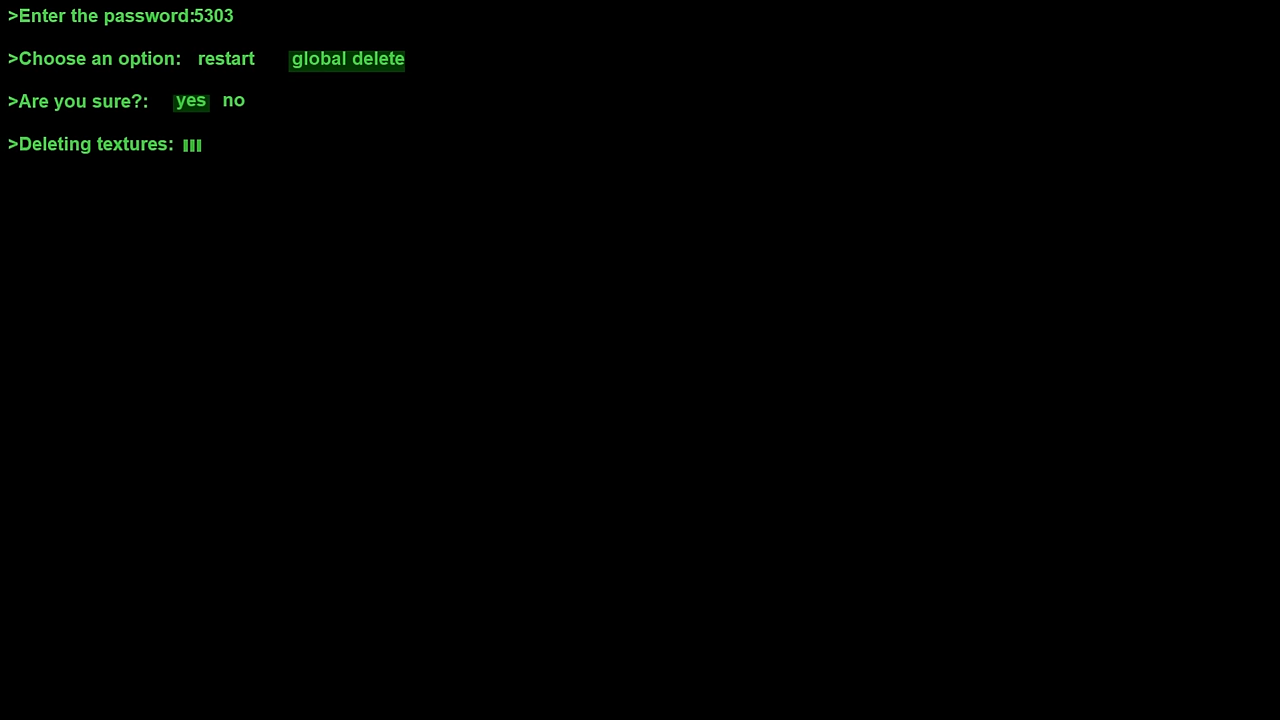 >Enter the password:5303
>Choose an option: restart global delete
>Are you sure?: yes no
>Deleting textures: